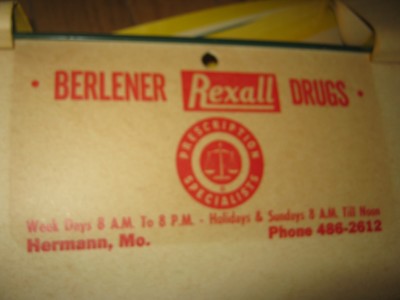 · BERLENER Rexall DRUGS ·
PRESCRIPTION SPECIALISTS
Week Days 8 A.M. To 8 P.M. - Holidays & Sundays 8 A.M. Till Noon
Hermann, Mo. Phone 486-2612